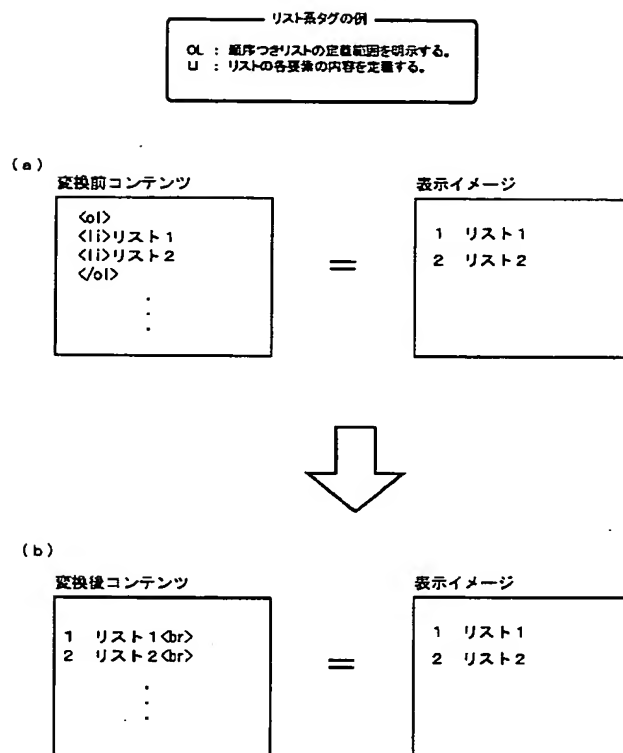 リスト系タグの例
OL : 順序つきリストの定義範囲を明示する。
LI : リストの各要素の内容を定義する。
(a)
変換前コンテンツ
<ol>
<li>リスト1
<li>リスト2
</ol>
・
・
・
=
表示イメージ
1 リスト1
2 リスト2
(b)
変換後コンテンツ
1 リスト1<br>
2 リスト2<br>
・
・
・
=
表示イメージ
1 リスト1
2 リスト2